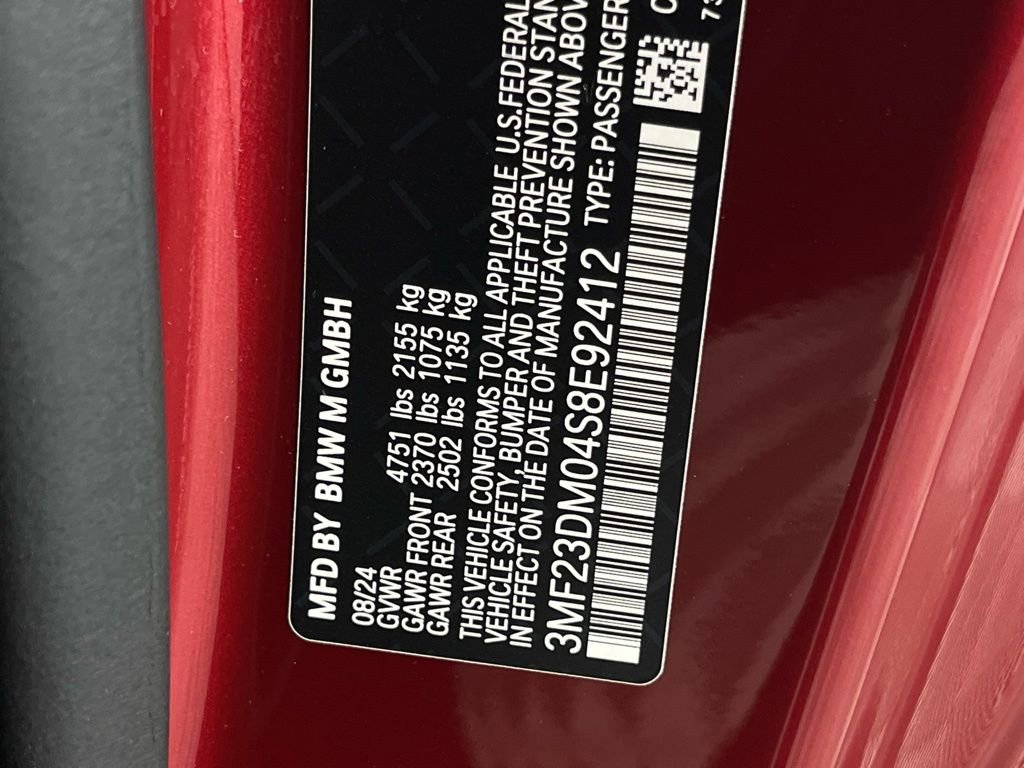 MFD BY BMW M GMBH
08/24
GVWR 4751 lbs 2155 kg
GAWR FRONT 2370 lbs 1075 kg
GAWR REAR 2502 lbs 1135 kg
THIS VEHICLE CONFORMS TO ALL APPLICABLE U.S.FEDERAL
VEHICLE SAFETY, BUMPER AND THEFT PREVENTION STAN
IN EFFECT ON THE DATE OF MANUFACTURE SHOWN ABOV
3MF23DM04S8E92412 TYPE: PASSENGER
C
73